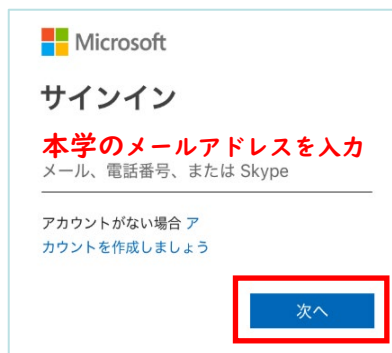 Microsoft
サインイン
本学のメールアドレスを入力
メール、電話番号、または Skype
アカウントがない場合 ア
カウントを作成しましょう
次へ